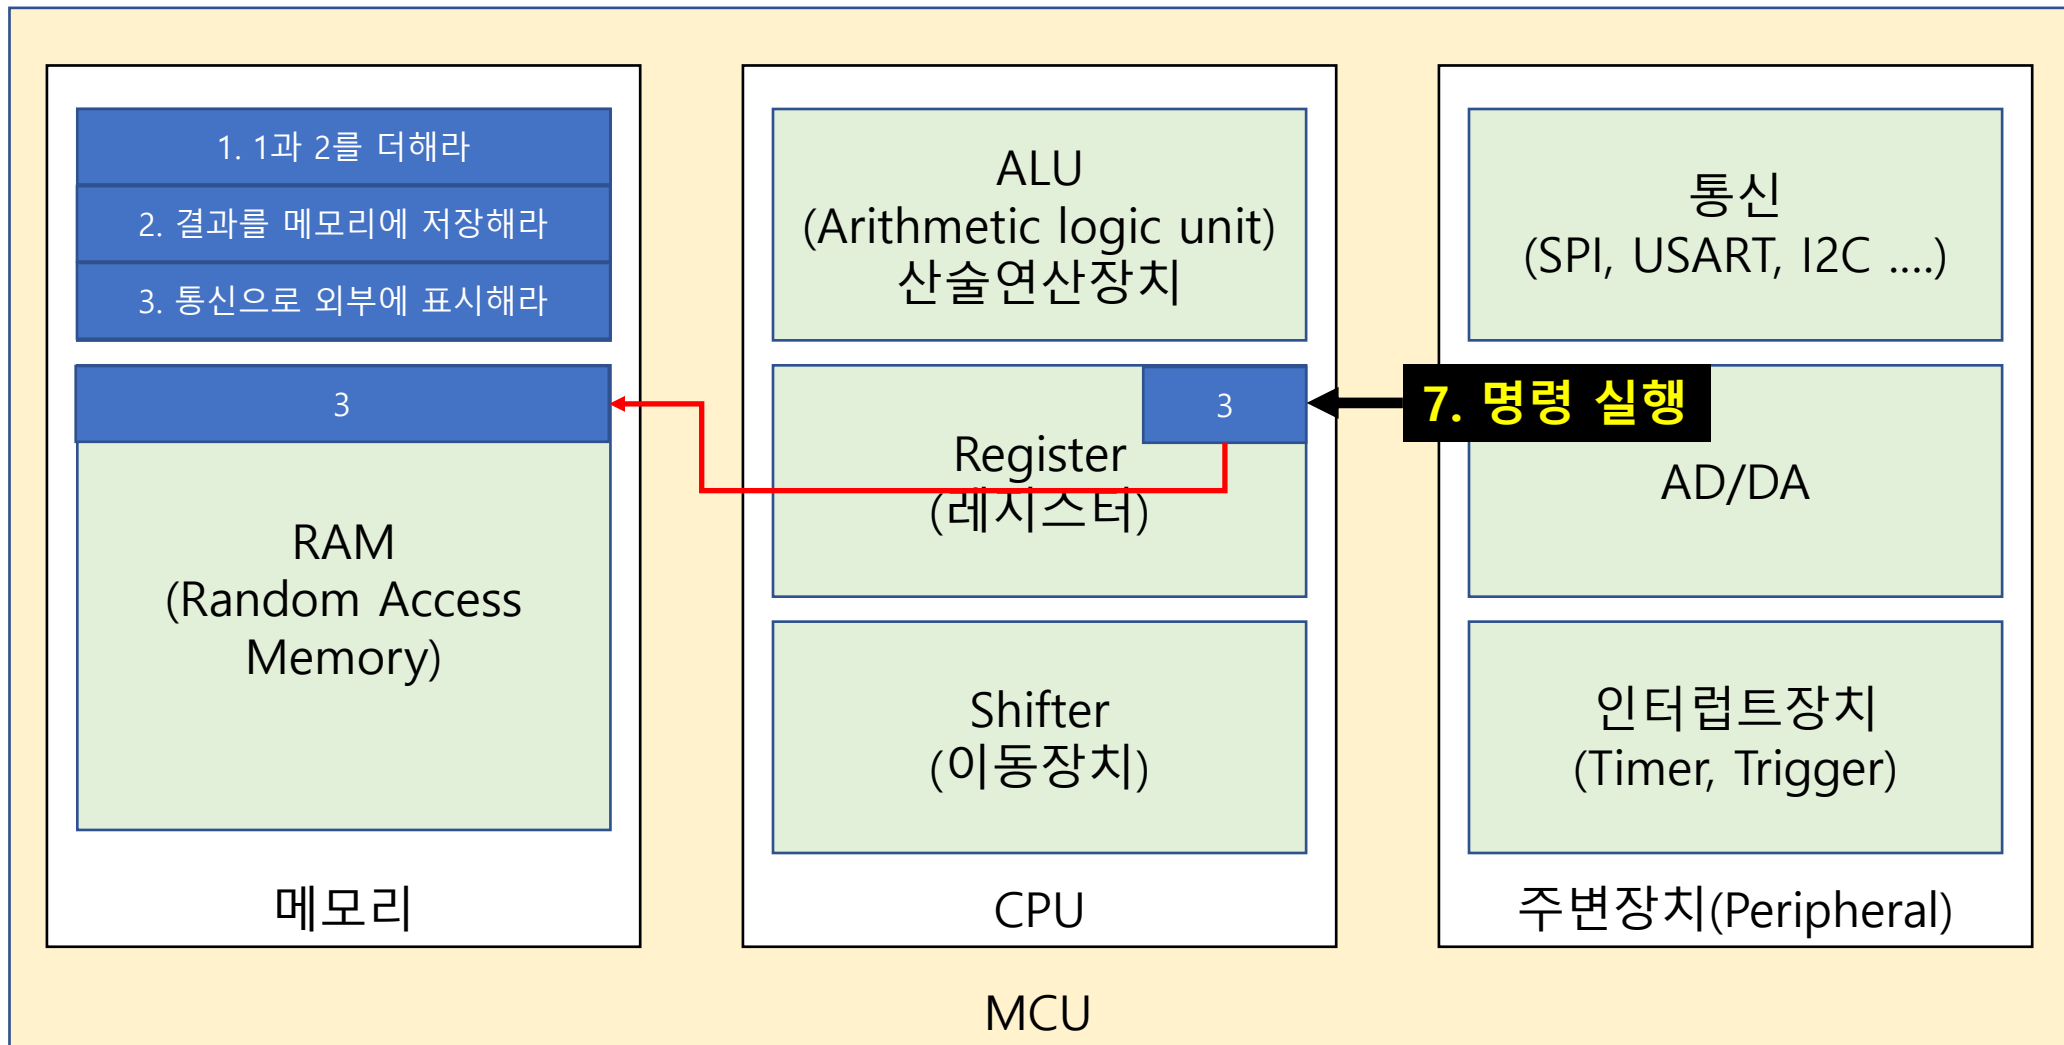 1. 1과 2를 더해라
2. 결과를 메모리에 저장해라
3. 통신으로 외부에 표시해라
3
RAM
(Random Access
Memory)
메모리
ALU
(Arithmetic logic unit)
산술연산장치
3
Register
(레지스터)
Shifter
(이동장치)
CPU
통신
(SPI, USART, I2C ....)
7. 명령 실행
AD/DA
인터럽트장치
(Timer, Trigger)
주변장치(Peripheral)
MCU